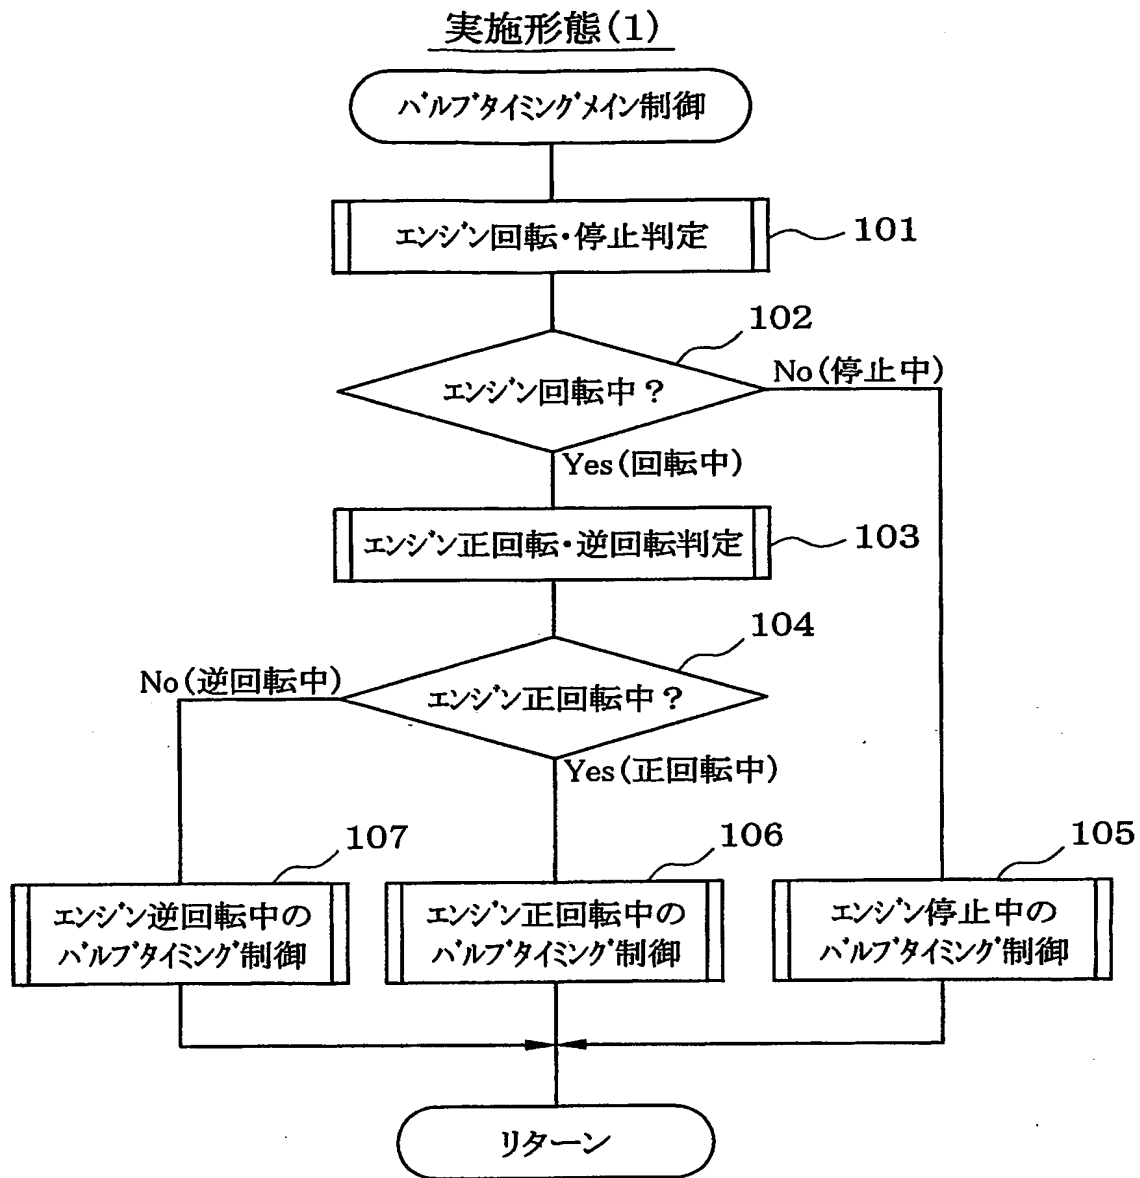 実施形態(1)
バルブタイミングメイン制御
エンジン回転・停止判定
101
102
エンジン回転中?
No(停止中)
Yes(回転中)
エンジン正回転・逆回転判定
103
104
No(逆回転中)
エンジン正回転中?
Yes(正回転中)
107
106
105
エンジン逆回転中の
バルブタイミング制御
エンジン正回転中の
バルブタイミング制御
エンジン停止中の
バルブタイミング制御
リターン